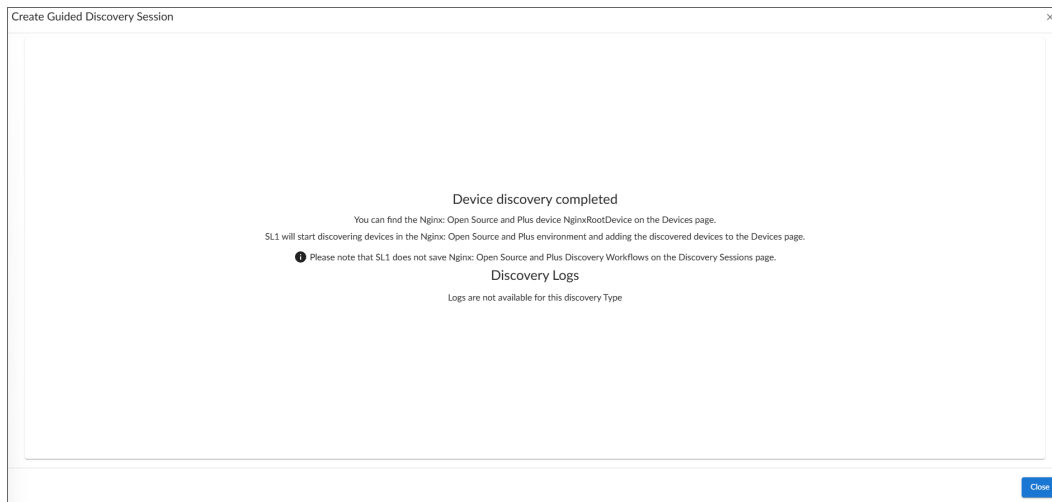 Create Guided Discovery Session
Device discovery completed
You can find the Nginx: Open Source and Plus device NginxRootDevice on the Devices page.
SL1 will start discovering devices in the Nginx: Open Source and Plus environment and adding the discovered devices to the Devices page.
Please note that SL1 does not save Nginx: Open Source and Plus Discovery Workflows on the Discovery Sessions page.
Discovery Logs
Logs are not available for this discovery Type
Close